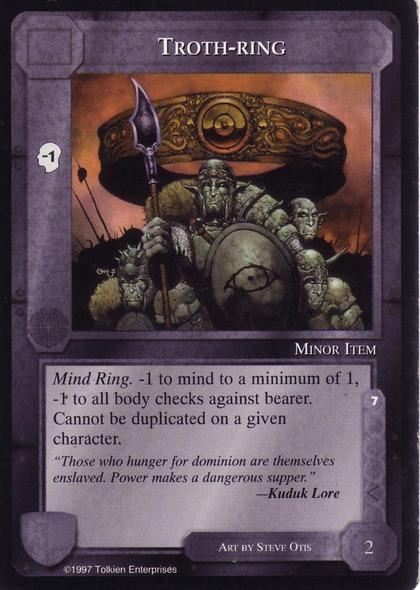 TROTH-RING
-1
MINOR ITEM
Mind Ring. -1 to mind to a minimum of 1,
-1 to all body checks against bearer.
Cannot be duplicated on a given
character.
7
"Those who hunger for dominion are themselves
enslaved. Power makes a dangerous supper."
—Kuduk Lore
ART BY STEVE OTIS
2
©1997 Tolkien Enterprises